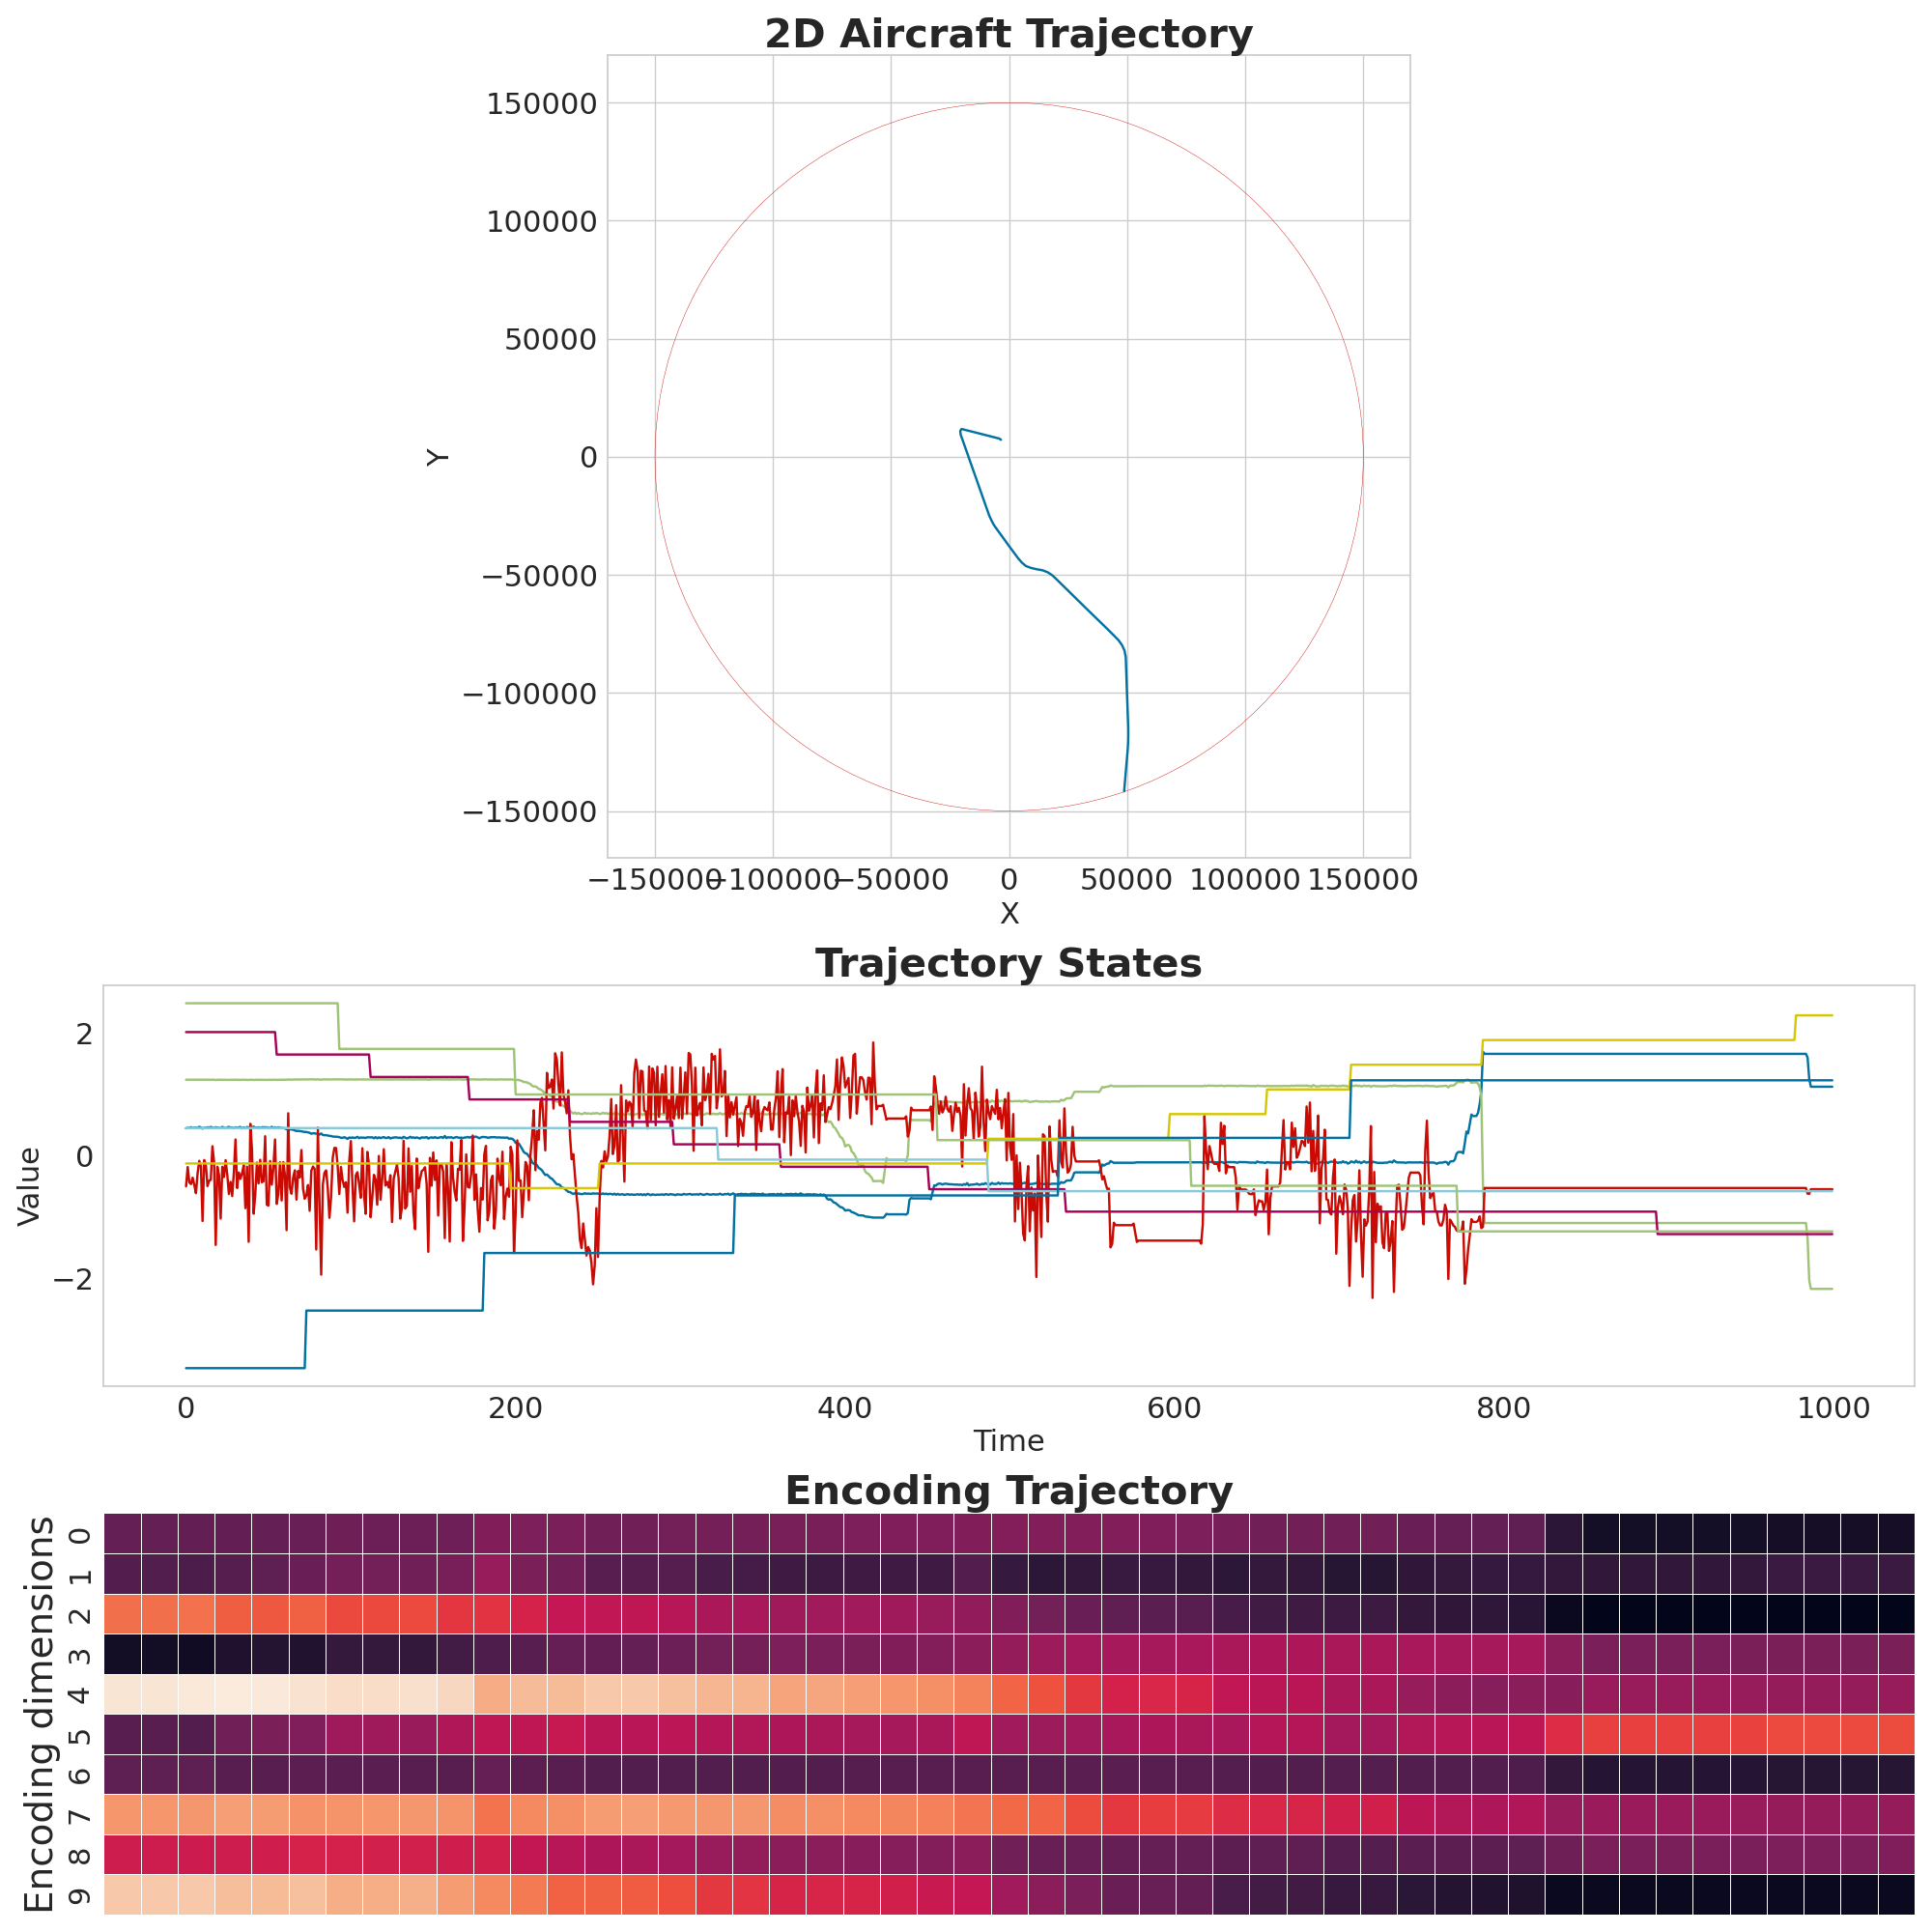 2D Aircraft Trajectory
150000
100000
50000
0
−50000
−100000
−150000
Y
−150000 −100000 −50000 0 50000 100000 150000
X
Trajectory States
2
0
−2
Value
0 200 400 600 800 1000
Time
Encoding Trajectory
Encoding dimensions
0
1
2
3
4
5
6
7
8
9